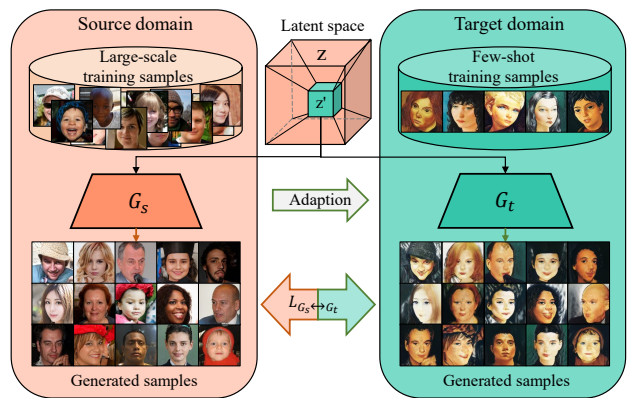 Source domain
Large-scale
training samples
Latent space
Z
z'
Target domain
Few-shot
training samples
G_s
Adaption
G_t
L_{G_s↔G_t}
Generated samples
Generated samples